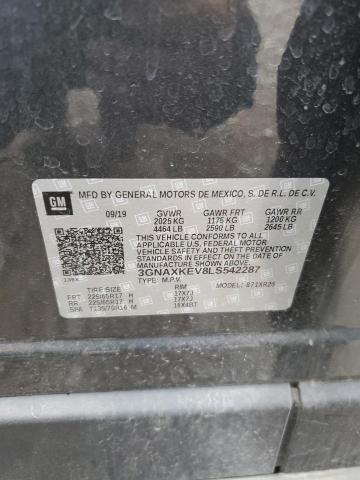 GM
MFD BY GENERAL MOTORS DE MEXICO, S. DE R.L. DE C.V.
09/19 GVWR GAWR FRT GAWR RR
2025 KG 1175 KG 1200 KG
4464 LB 2590 LB 2645 LB
THIS VEHICLE CONFORMS TO ALL APPLICABLE U.S. FEDERAL MOTOR
VEHICLE SAFETY AND THEFT PREVENTION STANDARDS IN EFFECT
ON THE DATE OF MANUFACTURE SHOWN ABOVE.
3GNAXKEV8LS542287
TYPE: M.P.V. MODEL:
TIRE SIZE RIM
FRT 225/65R17 H 17X7J
RR 225/65R17 H 17X7J
SPA T135/70R16 M 16X4BT